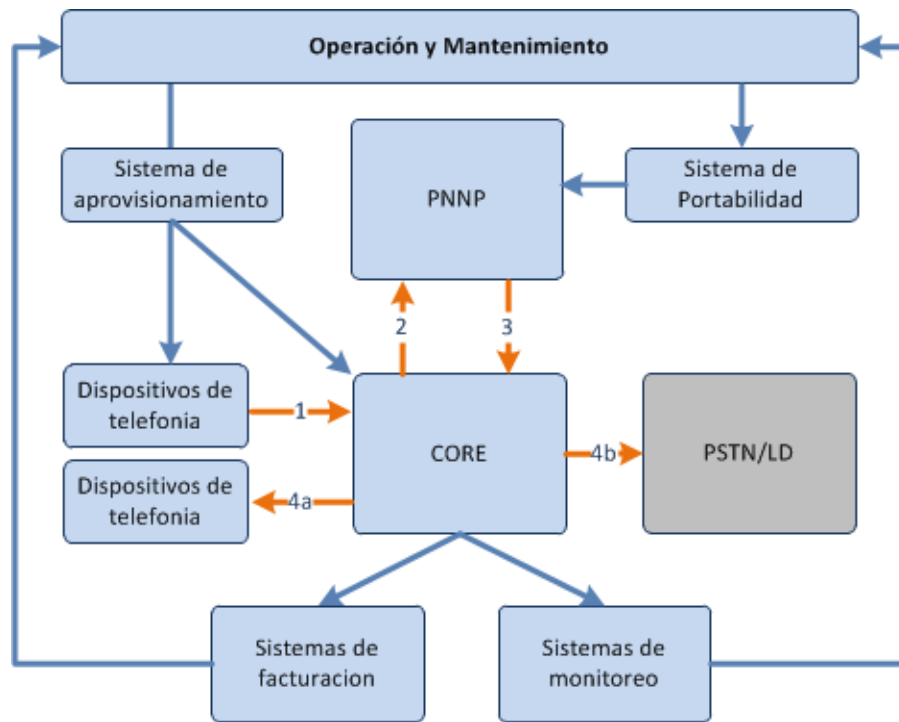 Operación y Mantenimiento
Sistema de
aprovisionamiento
PNNP
Sistema de
Portabilidad
2
3
Dispositivos de
telefonia
1
CORE
4b
PSTN/LD
Dispositivos de
telefonia
4a
Sistemas de
facturacion
Sistemas de
monitoreo